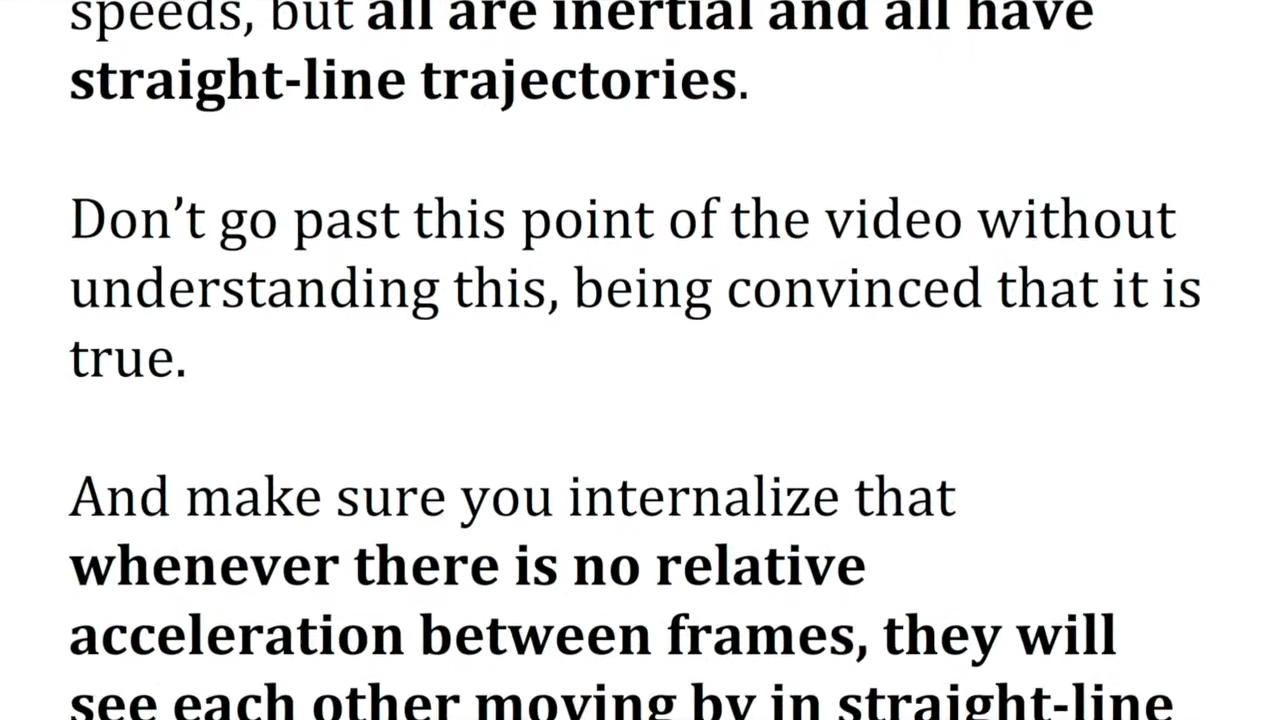 speeds, but all are inertial and all have
straight-line trajectories.
Don’t go past this point of the video without
understanding this, being convinced that it is
true.
And make sure you internalize that
whenever there is no relative
acceleration between frames, they will
see each other moving by in straight-line